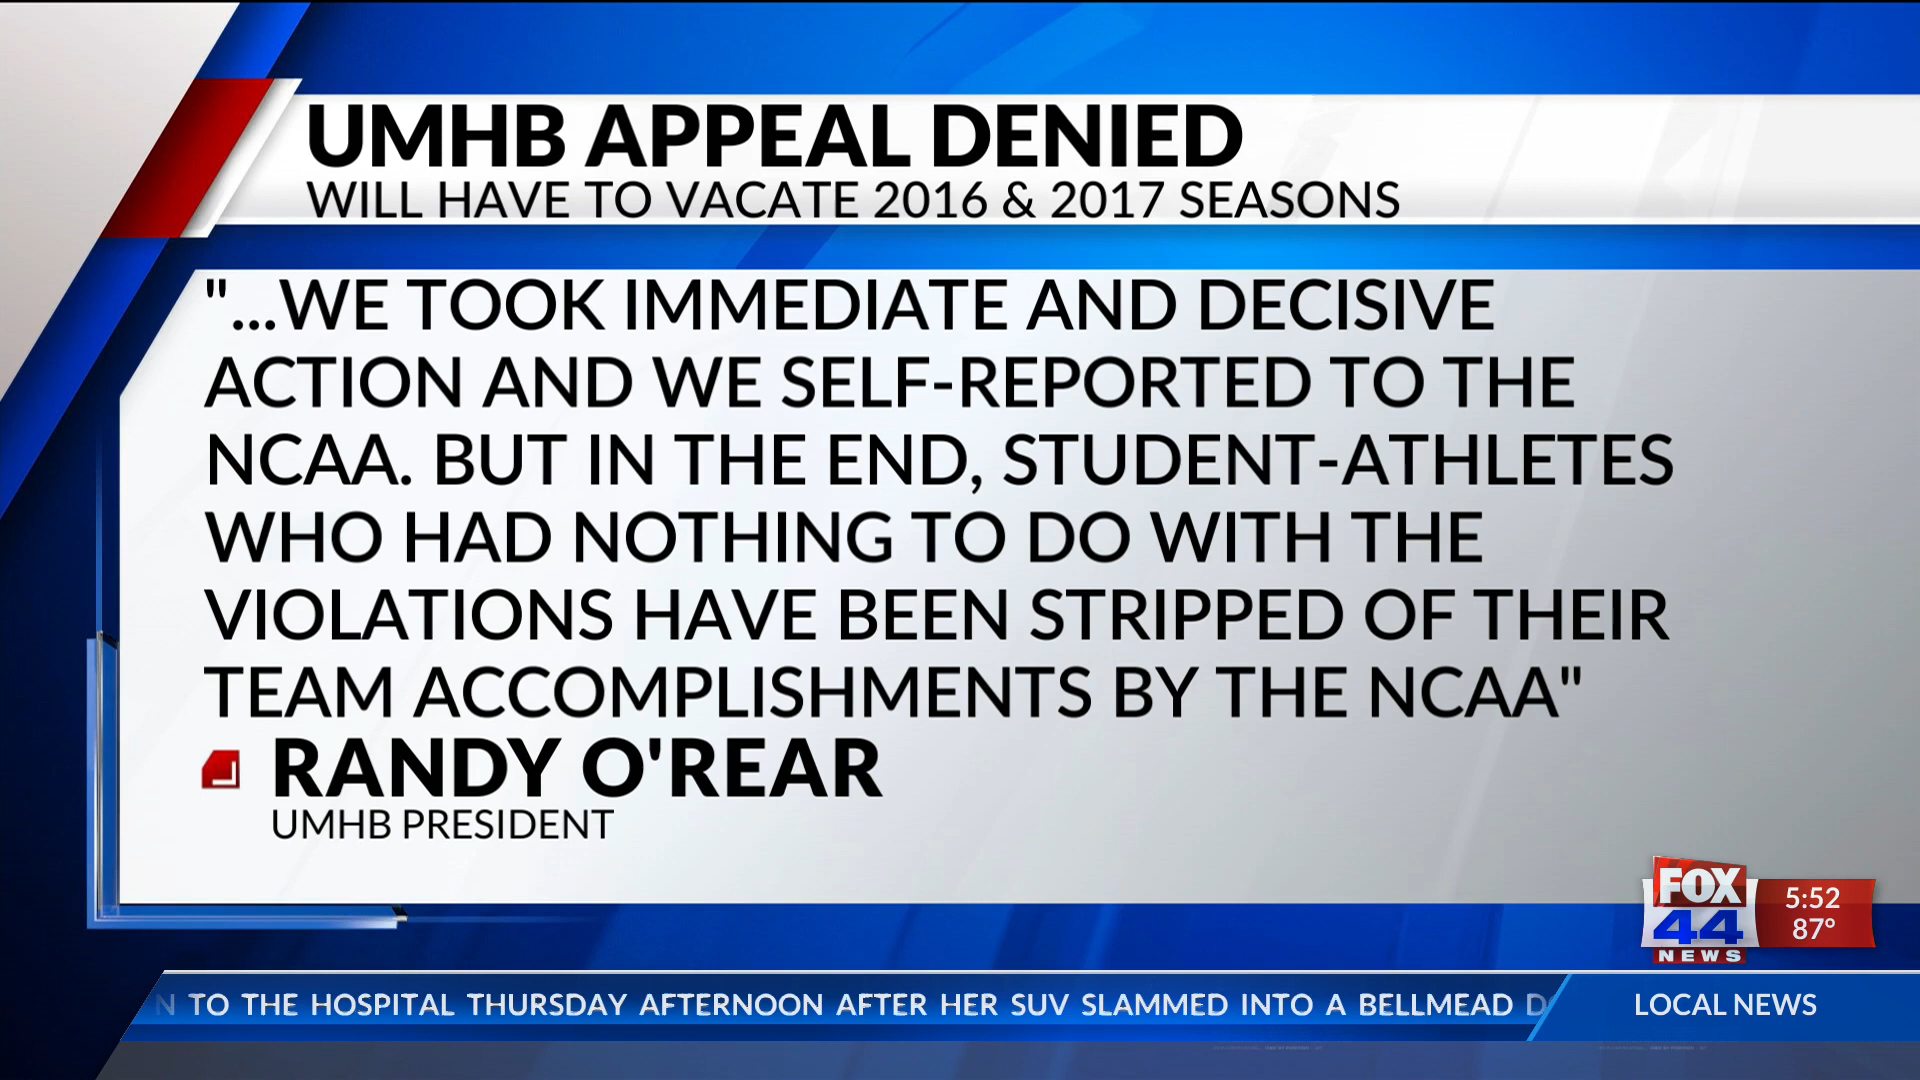 UMHB APPEAL DENIED
WILL HAVE TO VACATE 2016 & 2017 SEASONS
"...WE TOOK IMMEDIATE AND DECISIVE
ACTION AND WE SELF-REPORTED TO THE
NCAA. BUT IN THE END, STUDENT-ATHLETES
WHO HAD NOTHING TO DO WITH THE
VIOLATIONS HAVE BEEN STRIPPED OF THEIR
TEAM ACCOMPLISHMENTS BY THE NCAA"
RANDY O'REAR
UMHB PRESIDENT
FOX
44
NEWS
5:52
87°
TO THE HOSPITAL THURSDAY AFTERNOON AFTER HER SUV SLAMMED INTO A BELLMEAD
LOCAL NEWS